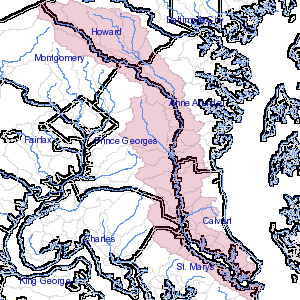 Howard
Montgomery
Anne Arundel
Fairfax
Prince Georges
Calvert
Charles
St. Marys
King George